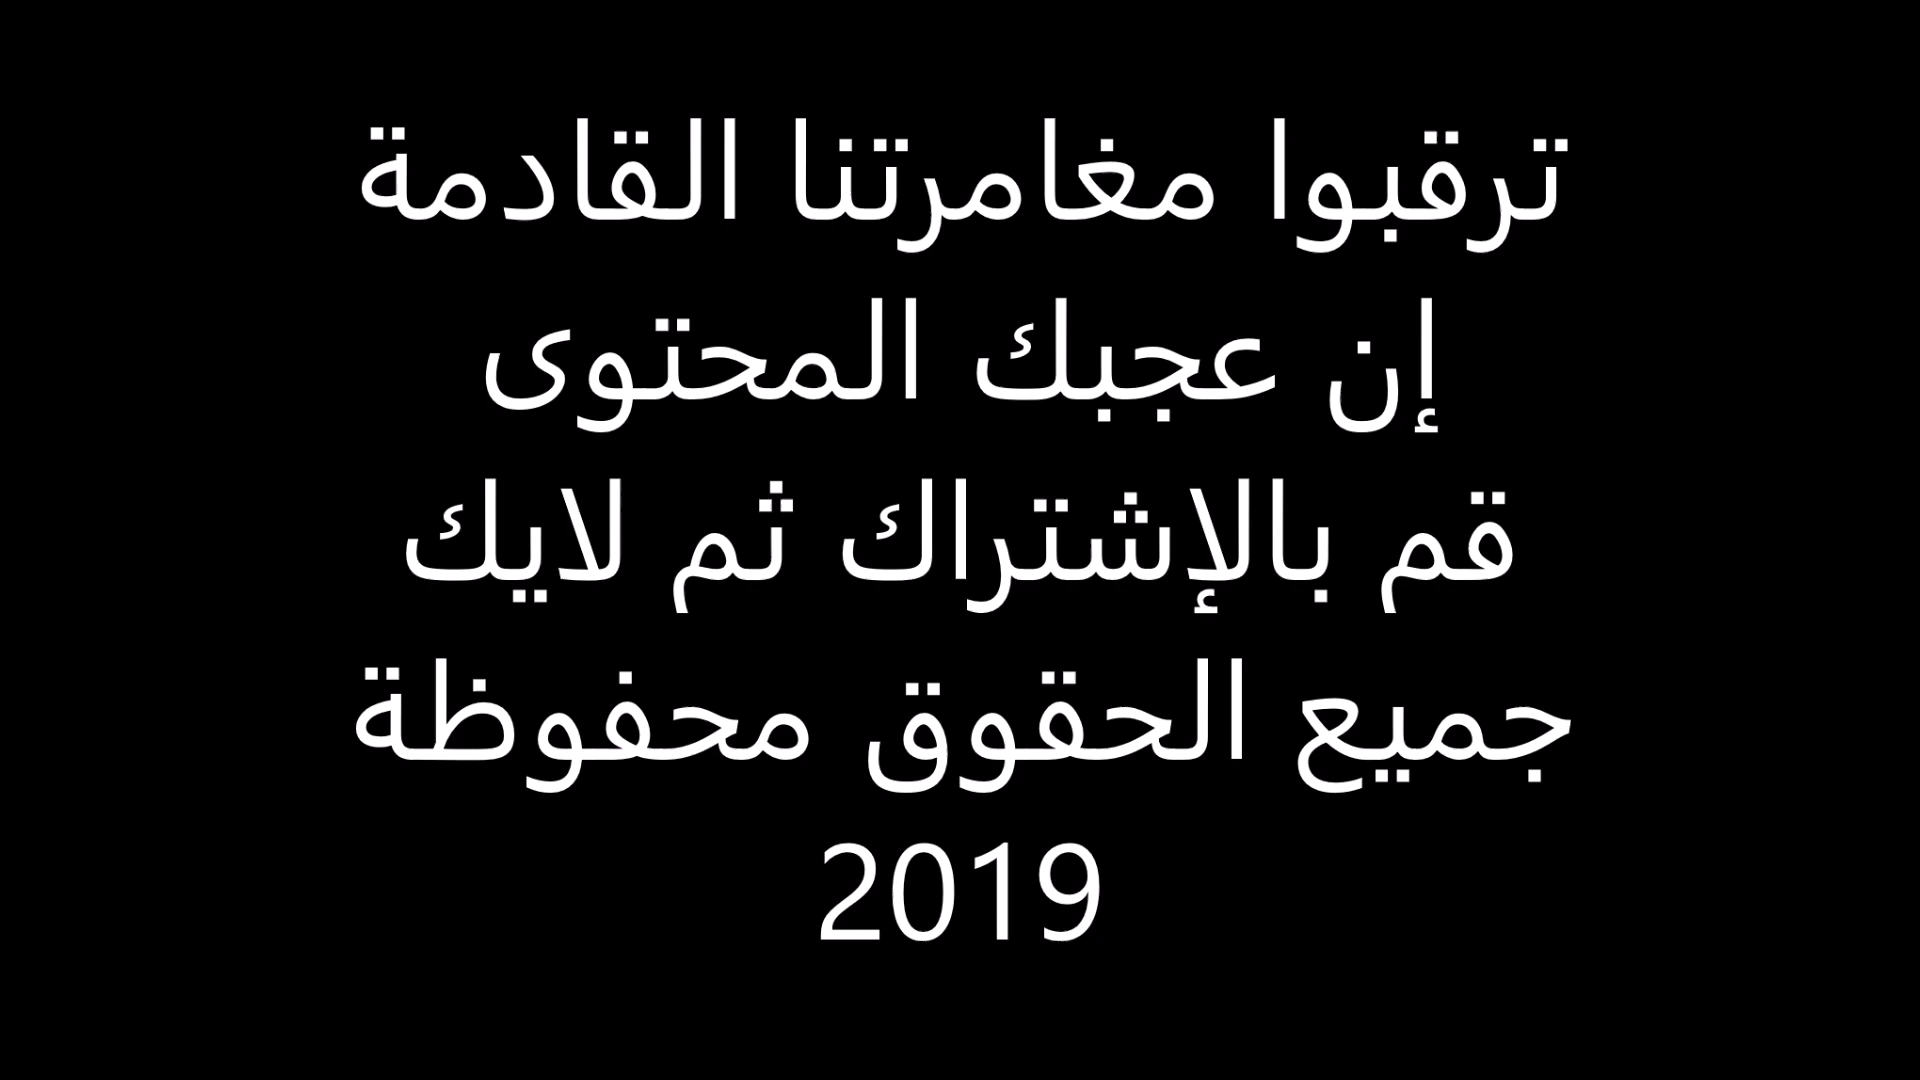 ترقبوا مغامرتنا القادمة
إن عجبك المحتوى
قم بالإشتراك ثم لايك
جميع الحقوق محفوظة
2019